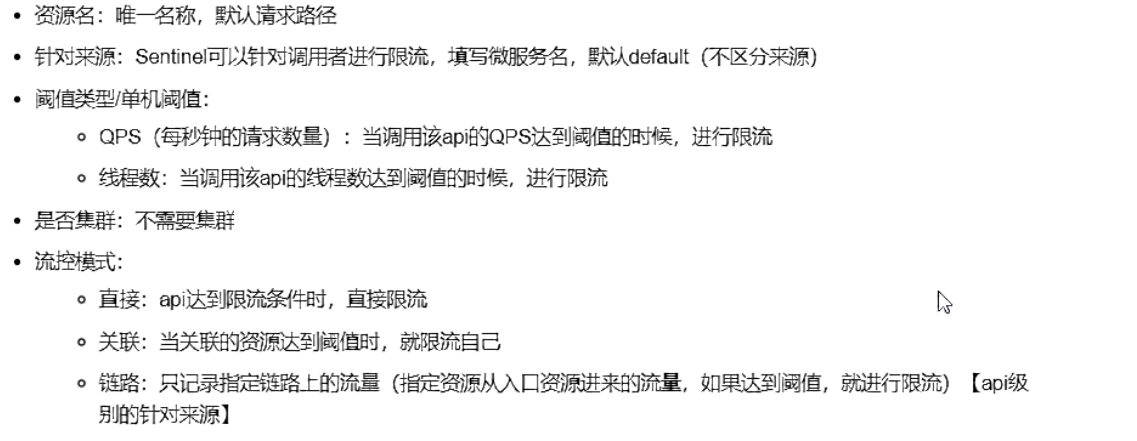 资源名：唯一名称，默认请求路径
针对来源：Sentinel可以针对调用者进行限流，填写微服务名，默认default（不区分来源）
阈值类型/单机阈值：
QPS（每秒钟的请求数量）：当调用该api的QPS达到阈值的时候，进行限流
线程数：当调用该api的线程数达到阈值的时候，进行限流
是否集群：不需要集群
流控模式：
直接：api达到限流条件时，直接限流
关联：当关联的资源达到阈值时，就限流自己
链路：只记录指定链路上的流量（指定资源从入口资源进来的流量，如果达到阈值，就进行限流）【api级
别的针对来源】